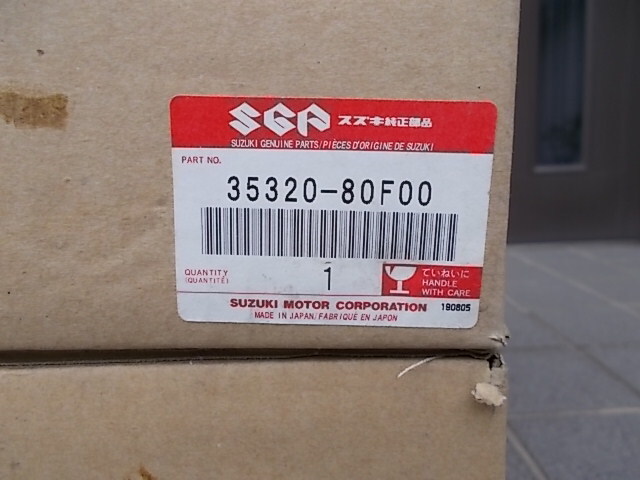 SGP スズキ純正部品
SUZUKI GENUINE PARTS/PIÈCES D'ORIGINE DE SUZUKI
PART NO.
35320-80F00
QUANTITY
(QUANTITÉ)
1
ていねいに
HANDLE
WITH CARE
SUZUKI MOTOR CORPORATION
MADE IN JAPAN/FABRIQUÉ EN JAPON
190805